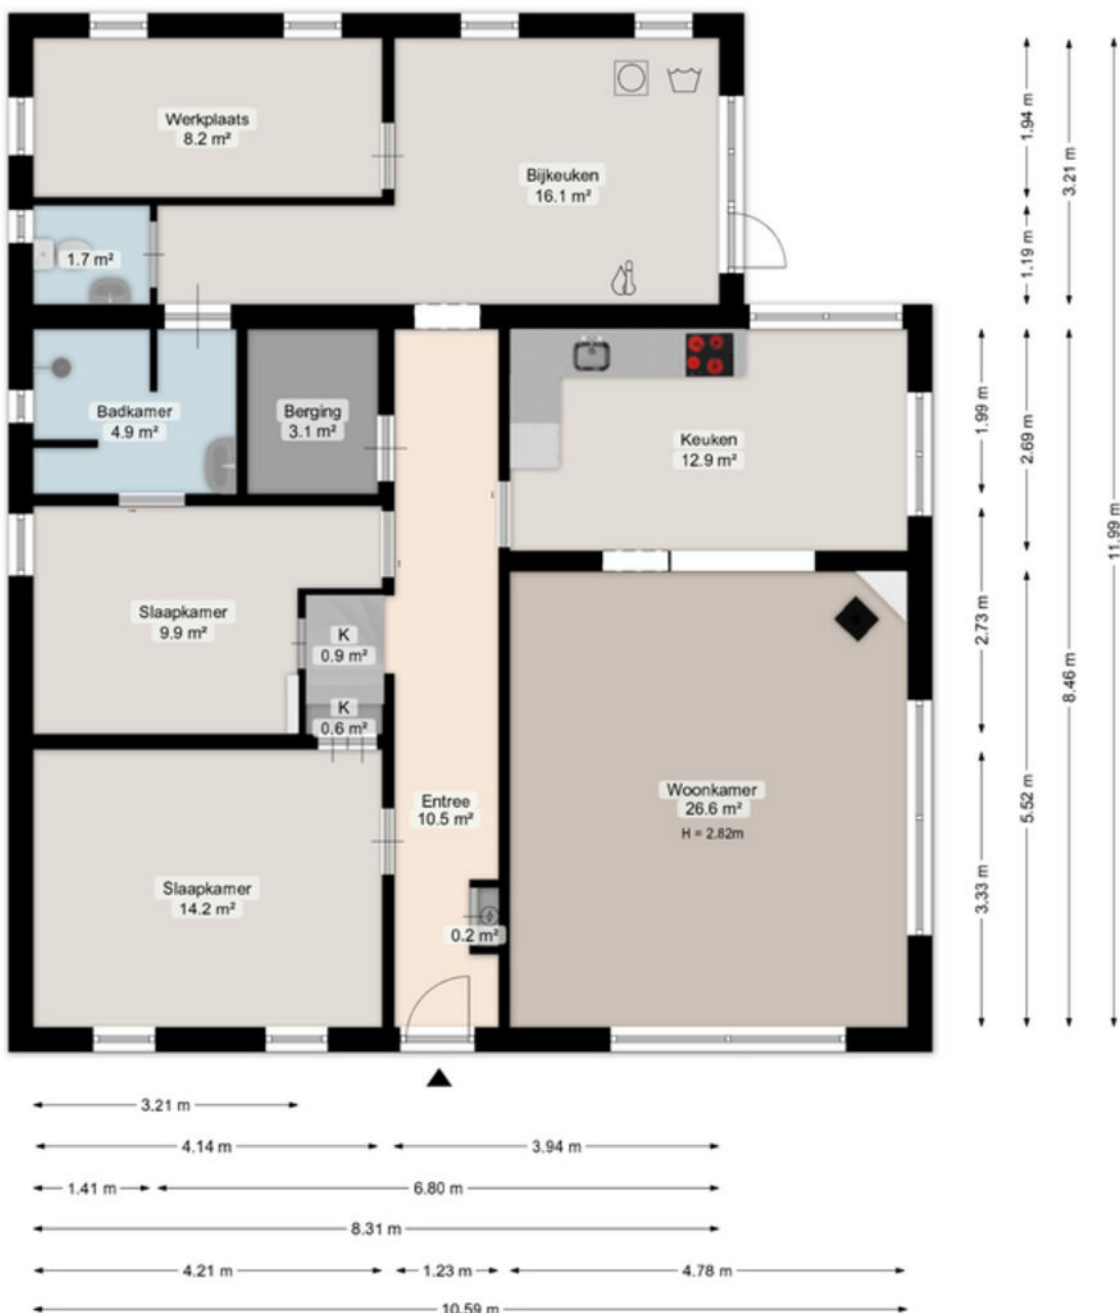 Werkplaats
8.2 m²
Bijkeuken
16.1 m²
1.7 m²
Badkamer
4.9 m²
Berging
3.1 m²
Keuken
12.9 m²
Slaapkamer
9.9 m²
K
0.9 m²
K
0.6 m²
Woonkamer
26.6 m²
H = 2.82m
Entree
10.5 m²
Slaapkamer
14.2 m²
0.2 m²
1.94 m
3.21 m
1.19 m
1.99 m
2.69 m
11.99 m
2.73 m
8.46 m
5.52 m
3.33 m
3.21 m
4.14 m
3.94 m
1.41 m
6.80 m
8.31 m
4.21 m
1.23 m
4.78 m
10.59 m